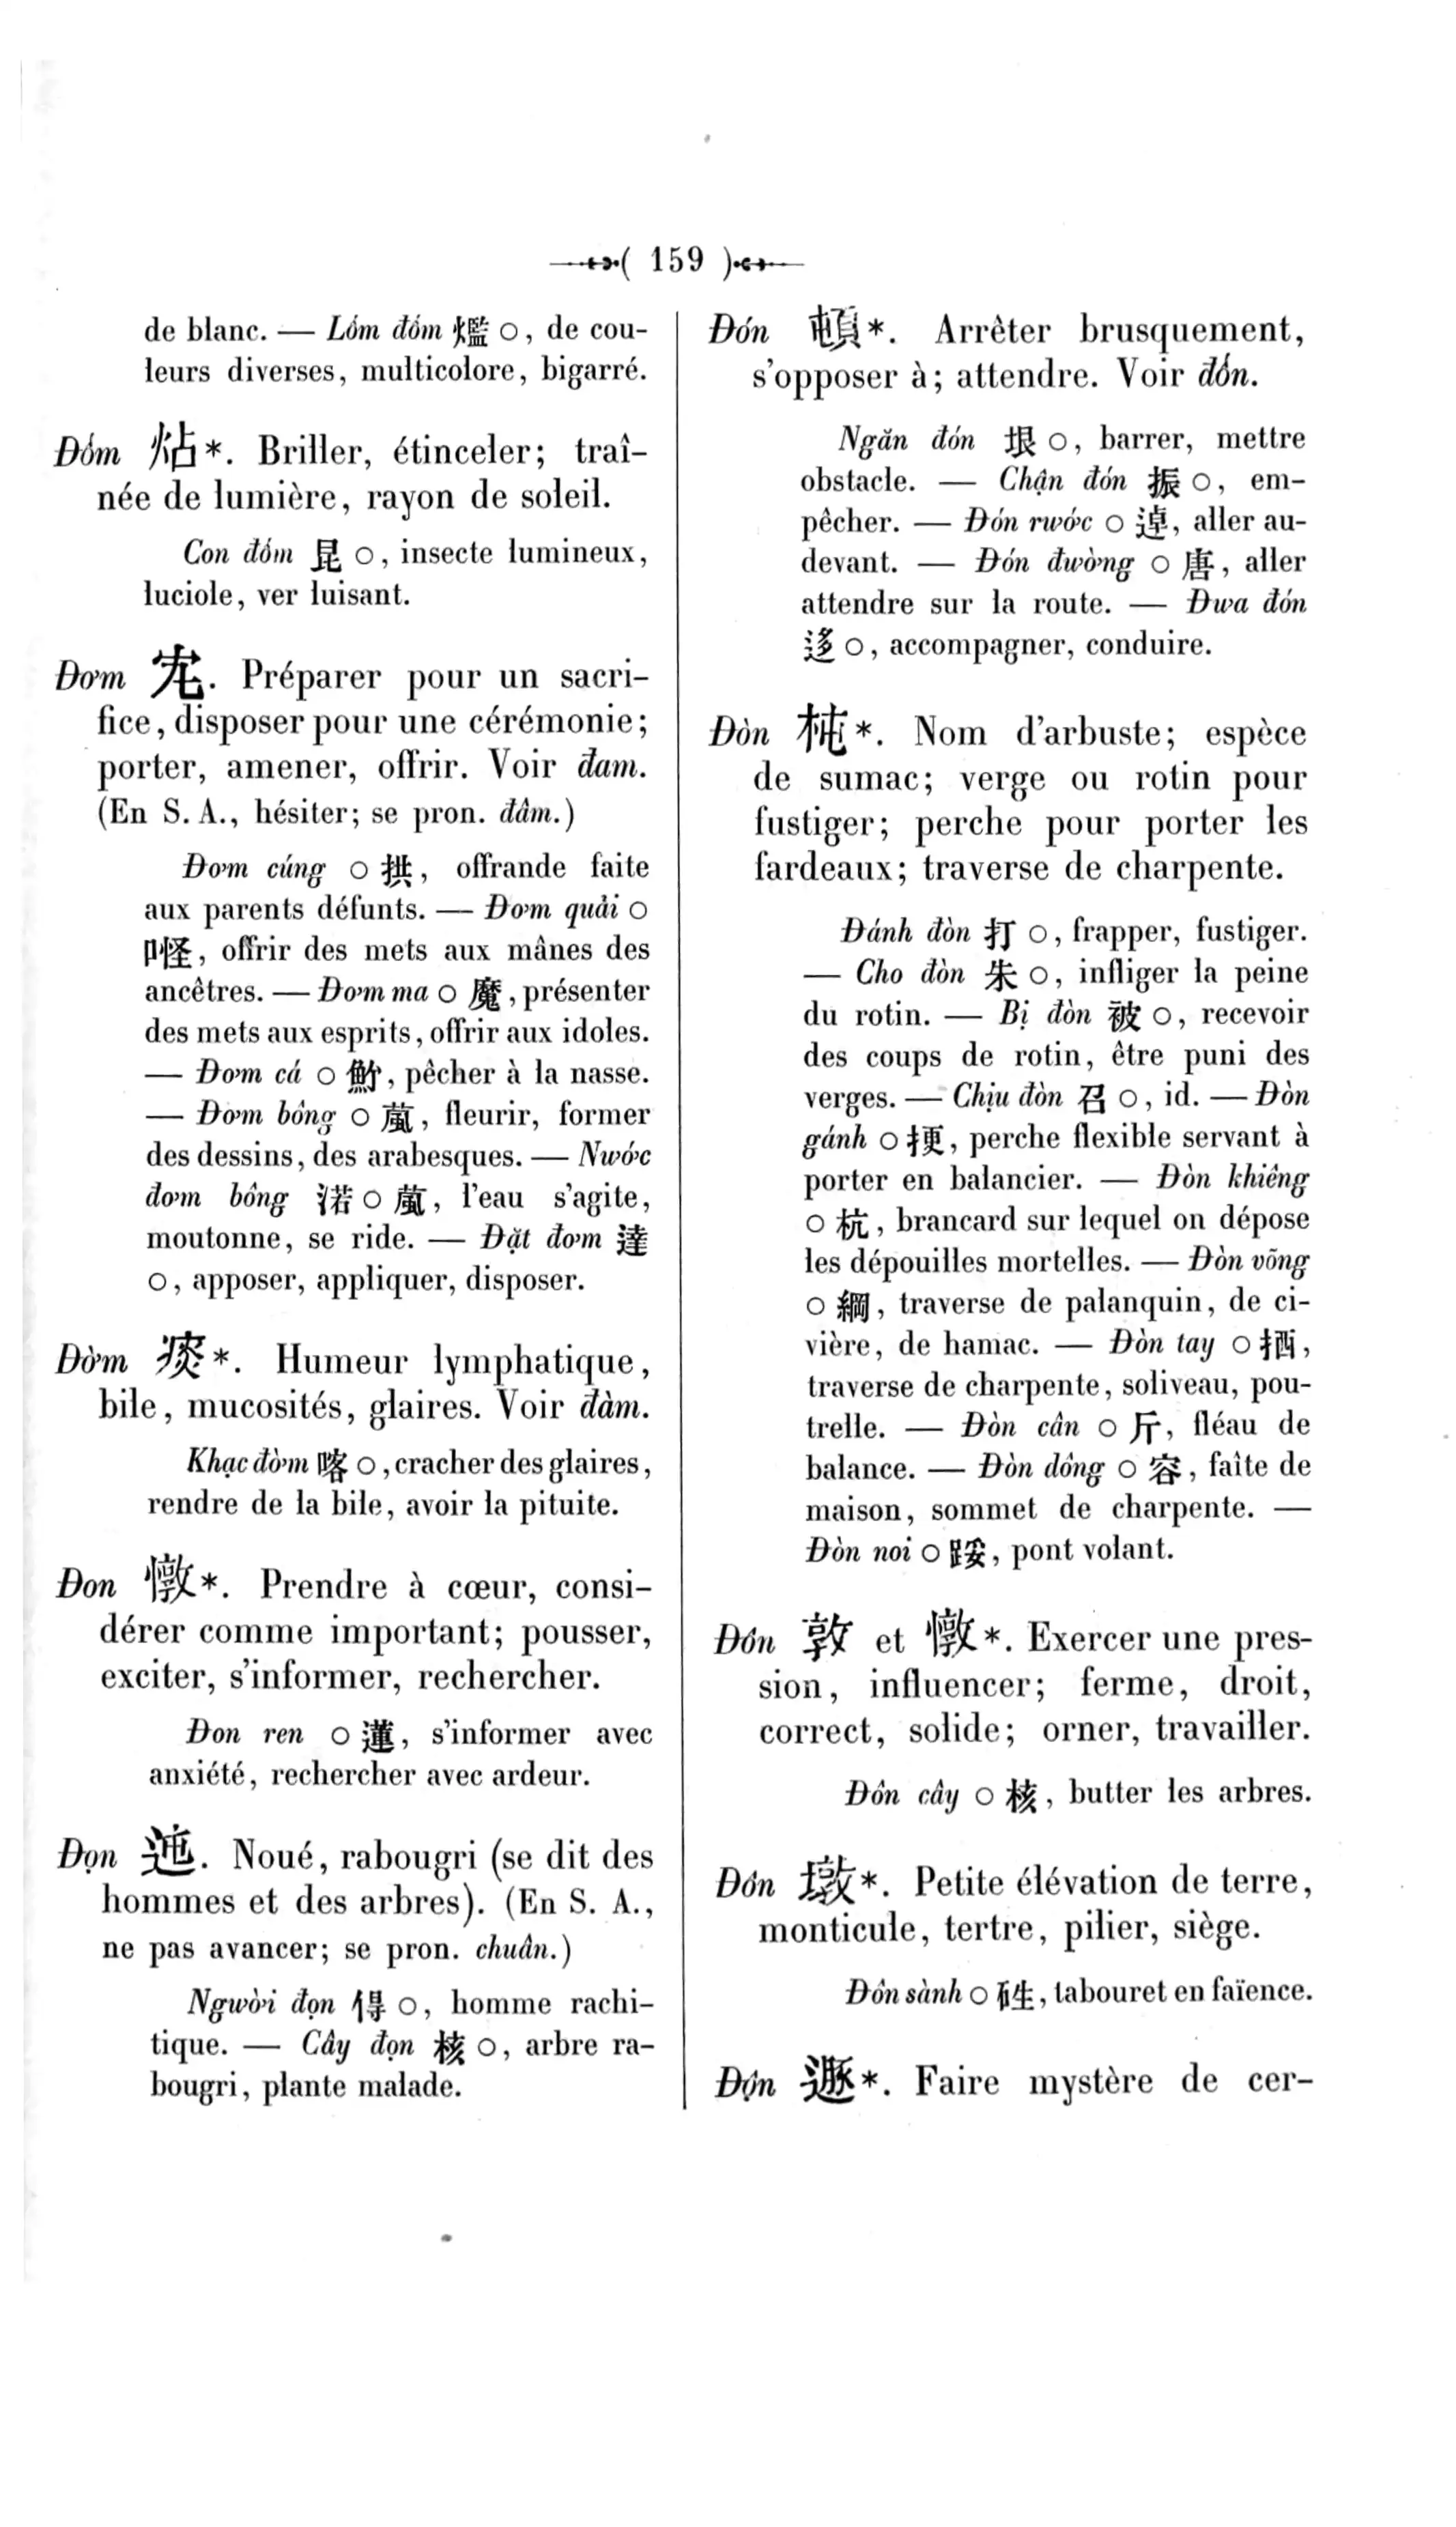 ( 159 )
de blanc. — Lóm đóm 爁 ○, de cou-
leurs diverses, multicolore, bigarré.
Đóm 炶*. Briller, étinceler; traî-
née de lumière, rayon de soleil.
Con đóm 昆 ○, insecte lumineux,
luciole, ver luisant.
Đơm 㝎. Préparer pour un sacri-
fice, disposer pour une cérémonie;
porter, amener, offrir. Voir đam.
(En S. A., hésiter; se pron. đâm.)
Đơm cúng ○ 拱, offrande faite
aux parents défunts. — Đơm quải ○
怪, offrir des mets aux mânes des
ancêtres. — Đơm ma ○ 魔, présenter
des mets aux esprits, offrir aux idoles.
— Đơm cá ○, pêcher à la nasse.
— Đơm bông ○, fleurir, former
des dessins, des arabesques. — Nước
đơm bông 渃 ○, l'eau s'agite,
moutonne, se ride. — Đặt đơm 達
○, apposer, appliquer, disposer.
Đờm 痰*. Humeur lymphatique,
bile, mucosités, glaires. Voir đàm.
Khạc đờm 喀 ○, cracher des glaires,
rendre de la bile, avoir la pituite.
Đon 憞*. Prendre à cœur, consi-
dérer comme important; pousser,
exciter, s'informer, rechercher.
Đon ren ○ 蓮, s'informer avec
anxiété, rechercher avec ardeur.
Đọn 迍. Noué, rabougri (se dit des
hommes et des arbres). (En S. A.,
ne pas avancer; se pron. chuân.)
Người đọn 㝵 ○, homme rachi-
tique. — Cây đọn 核 ○, arbre ra-
bougri, plante malade.
Đón 頓*. Arrêter brusquement,
s'opposer à; attendre. Voir đốn.
Ngăn đón 垠 ○, barrer, mettre
obstacle. — Chận đón 振 ○, em-
pêcher. — Đón rước ○ 逴, aller au-
devant. — Đón đường ○ 唐, aller
attendre sur la route. — Đưa đón
迻 ○, accompagner, conduire.
Đòn 杶*. Nom d'arbuste; espèce
de sumac; verge ou rotin pour
fustiger; perche pour porter les
fardeaux; traverse de charpente.
Đánh đòn 打 ○, frapper, fustiger.
— Cho đòn 朱 ○, infliger la peine
du rotin. — Bị đòn 被 ○, recevoir
des coups de rotin, être puni des
verges. — Chịu đòn 召 ○, id. — Đòn
gánh ○ 挭, perche flexible servant à
porter en balancier. — Đòn khiêng
○ 杭, brancard sur lequel on dépose
les dépouilles mortelles. — Đòn võng
○ 綱, traverse de palanquin, de ci-
vière, de hamac. — Đòn tay ○ 拪,
traverse de charpente, soliveau, pou-
trelle. — Đòn cân ○ 斤, fléau de
balance. — Đòn dông ○ 容, faîte de
maison, sommet de charpente. —
Đòn noi ○, pont volant.
Đôn 敦 et 憞*. Exercer une pres-
sion, influencer; ferme, droit,
correct, solide; orner, travailler.
Đôn cây ○ 核, butter les arbres.
Đôn 墩*. Petite élévation de terre,
monticule, tertre, pilier, siège.
Đôn sành ○, tabouret en faïence.
Độn 遯*. Faire mystère de cer-